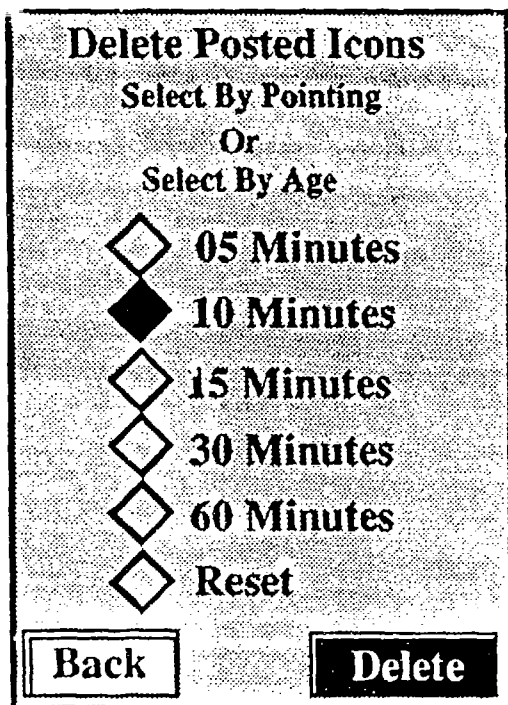 Delete Posted Icons
Select By Pointing
Or
Select By Age
05 Minutes
10 Minutes
15 Minutes
30 Minutes
60 Minutes
Reset
Back Delete